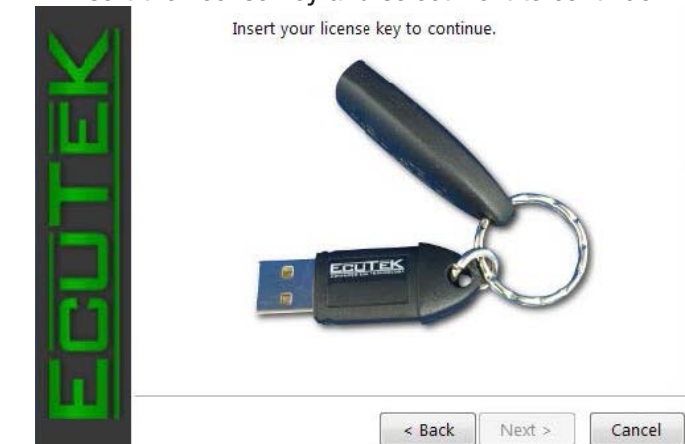 Insert your license key to continue.
ECUTEK
ECUTEK
< Back
Next >
Cancel